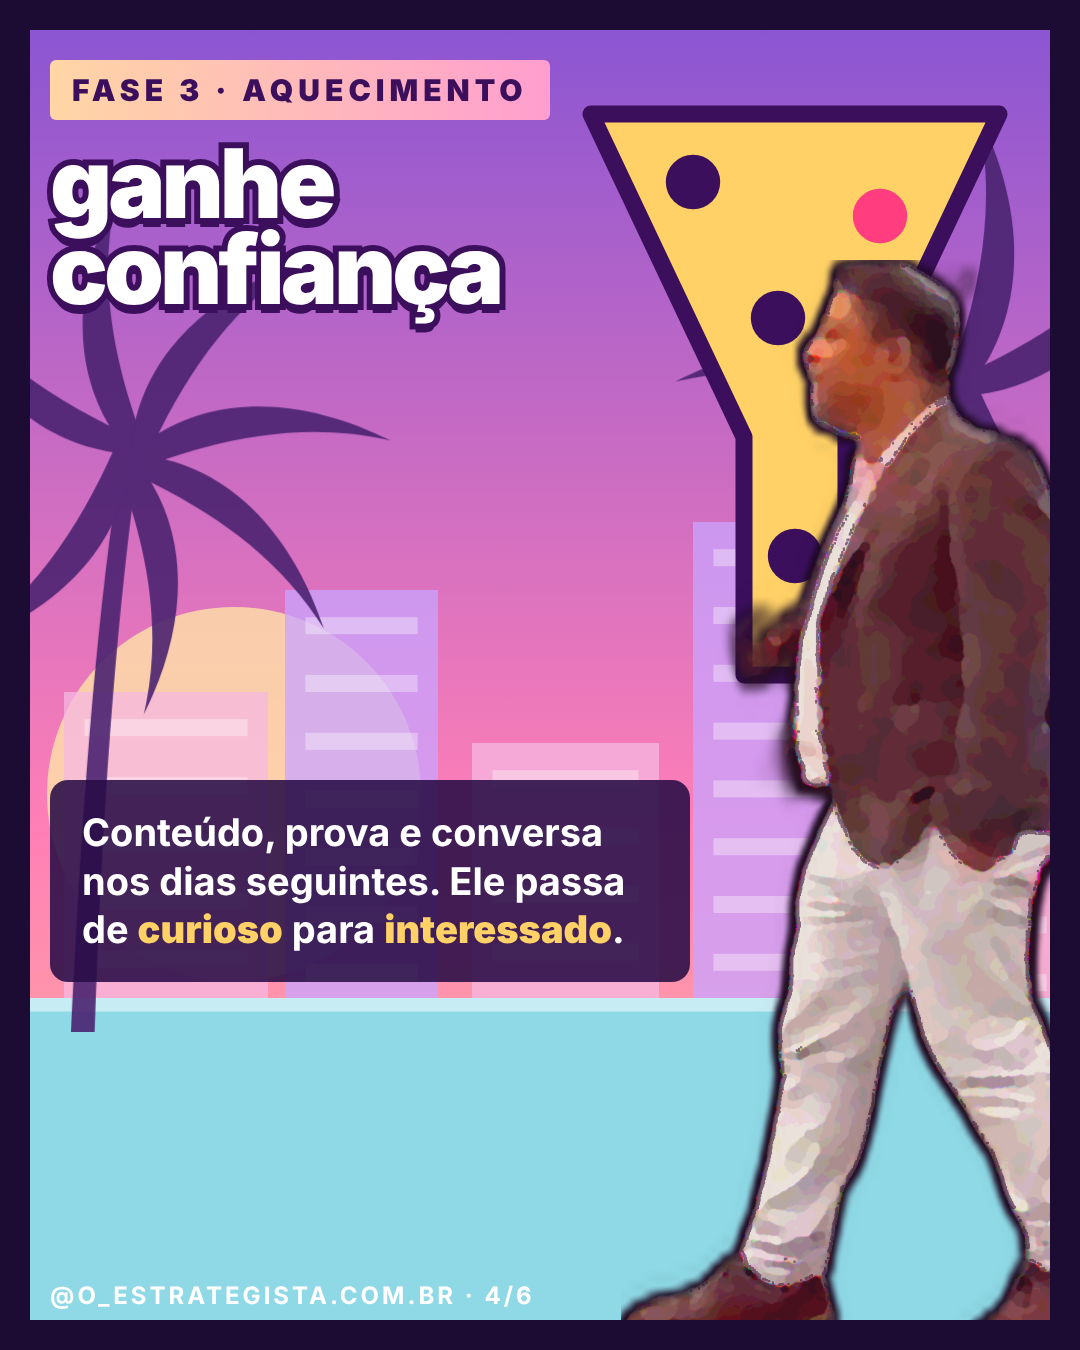 FASE 3 · AQUECIMENTO
ganhe
confiança
Conteúdo, prova e conversa
nos dias seguintes. Ele passa
de curioso para interessado.
@O_ESTRATEGISTA.COM.BR · 4/6